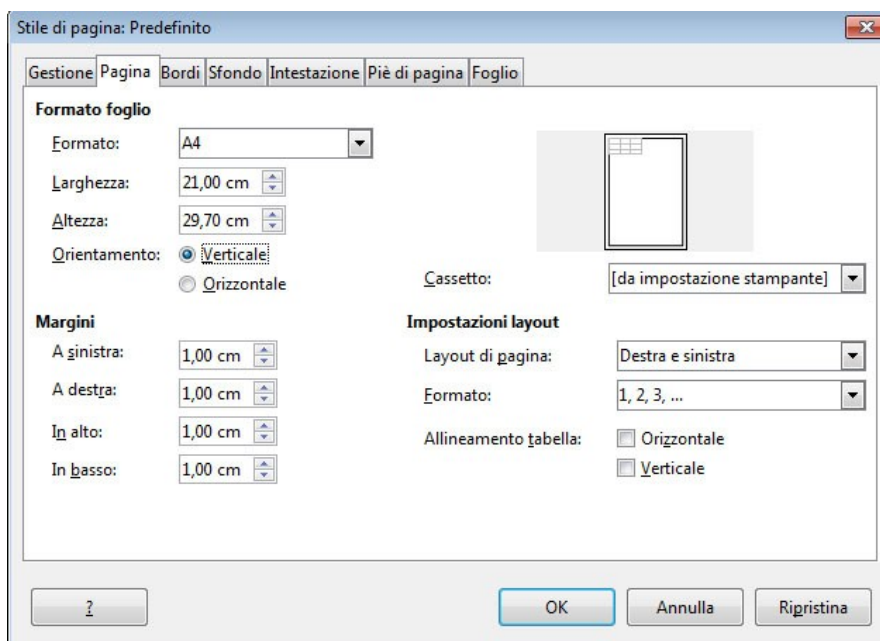 Stile di pagina: Predefinito
Gestione Pagina Bordi Sfondo Intestazione Piè di pagina Foglio
Formato foglio
Formato: A4
Larghezza: 21,00 cm
Altezza: 29,70 cm
Orientamento: Verticale
Orizzontale
Cassetto: [da impostazione stampante]
Margini
A sinistra: 1,00 cm
A destra: 1,00 cm
In alto: 1,00 cm
In basso: 1,00 cm
Impostazioni layout
Layout di pagina: Destra e sinistra
Formato: 1, 2, 3, ...
Allineamento tabella: Orizzontale
Verticale
? OK Annulla Ripristina